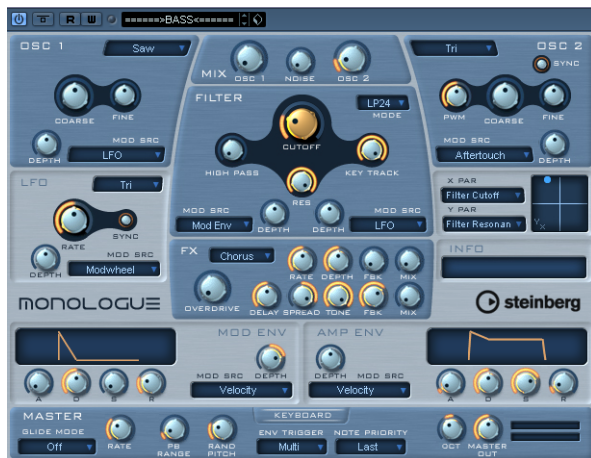 R W ======>BASS<======
OSC 1 Saw
COARSE FINE
DEPTH MOD SRC LFO
MIX OSC 1 NOISE OSC 2
Tri OSC 2
SYNC
PWM COARSE FINE
DEPTH MOD SRC Aftertouch
FILTER LP24 MODE
CUTOFF
HIGH PASS KEY TRACK
RES
MOD SRC Mod Env DEPTH
DEPTH MOD SRC LFO
LFO Tri
RATE SYNC
DEPTH MOD SRC Modwheel
X PAR
Filter Cutoff
Y PAR
Filter Resonan
Y X
INFO
FX Chorus RATE DEPTH FBK MIX
OVERDRIVE DELAY SPREAD TONE FBK MIX
MONOLOGUE
steinberg
MOD ENV
MOD SRC DEPTH
Velocity
A D S R
AMP ENV
DEPTH MOD SRC
Velocity
A D S R
MASTER KEYBOARD
GLIDE MODE Off
RATE PB RANGE RAND PITCH
ENV TRIGGER Multi
NOTE PRIORITY Last
OCT MASTER OUT